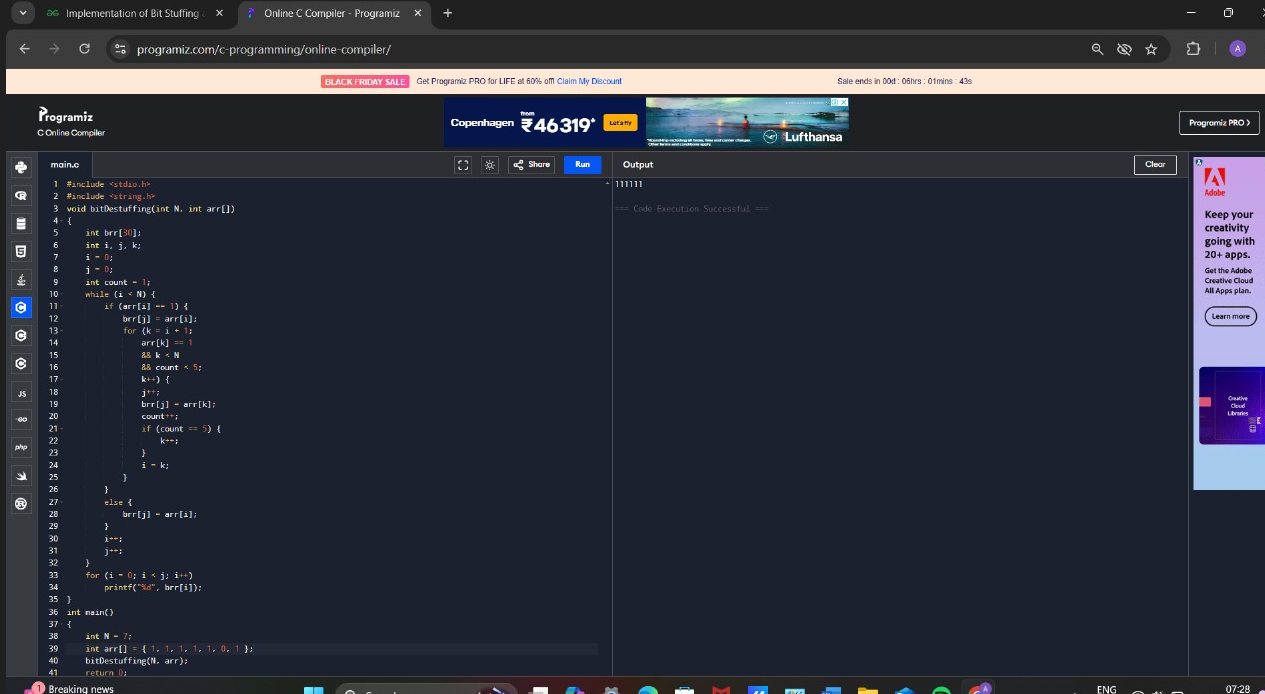 Implementation of Bit Stuffing
Online C Compiler - Programiz
programiz.com/c-programming/online-compiler/
A
BLACK FRIDAY SALE Get Programiz PRO for LIFE at 60% off! Claim My Discount
Sale ends in 00d : 06hrs : 01mins : 43s
Programiz
C Online Compiler
Copenhagen from ₹46 319* Let's fly
Lufthansa
Programiz PRO >
main.c
Share
Run
Output
Clear
1 #include <stdio.h>
2 #include <string.h>
3 void bitDestuffing(int N, int arr[])
4 {
5 int brr[30];
6 int i, j, k;
7 i = 0;
8 j = 0;
9 int count = 1;
10 while (i < N) {
11 if (arr[i] == 1) {
12 brr[j] = arr[i];
13 for (k = i + 1;
14 arr[k] == 1
15 && k < N
16 && count < 5;
17 k++) {
18 j++;
19 brr[j] = arr[k];
20 count++;
21 if (count == 5) {
22 k++;
23 }
24 i = k;
25 }
26 }
27 else {
28 brr[j] = arr[i];
29 }
30 i++;
31 j++;
32 }
33 for (i = 0; i < j; i++)
34 printf("%d", brr[i]);
35 }
36 int main()
37 {
38 int N = 7;
39 int arr[] = { 1, 1, 1, 1, 1, 0, 1 };
40 bitDestuffing(N, arr);
41 return 0;
111111
=== Code Execution Successful ===
JS
GO
php
Adobe
Keep your
creativity
going with
20+ apps.
Get the Adobe
Creative Cloud
All Apps plan.
Learn more
Creative
Cloud
Libraries
1
Breaking news
A
ENG
07:28